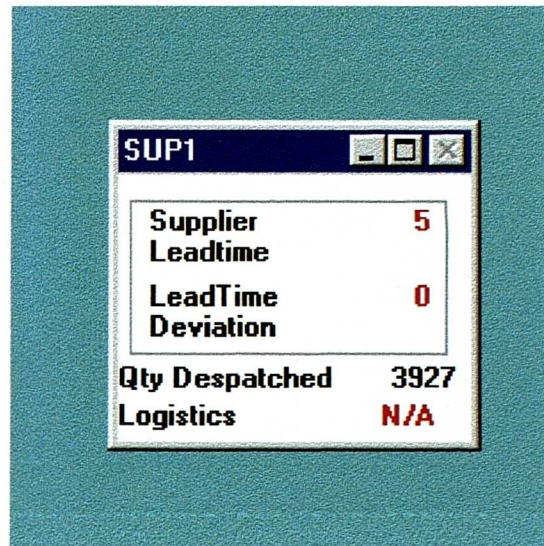 SUP1
Supplier 5
Leadtime
LeadTime 0
Deviation
Qty Despatched 3927
Logistics N/A